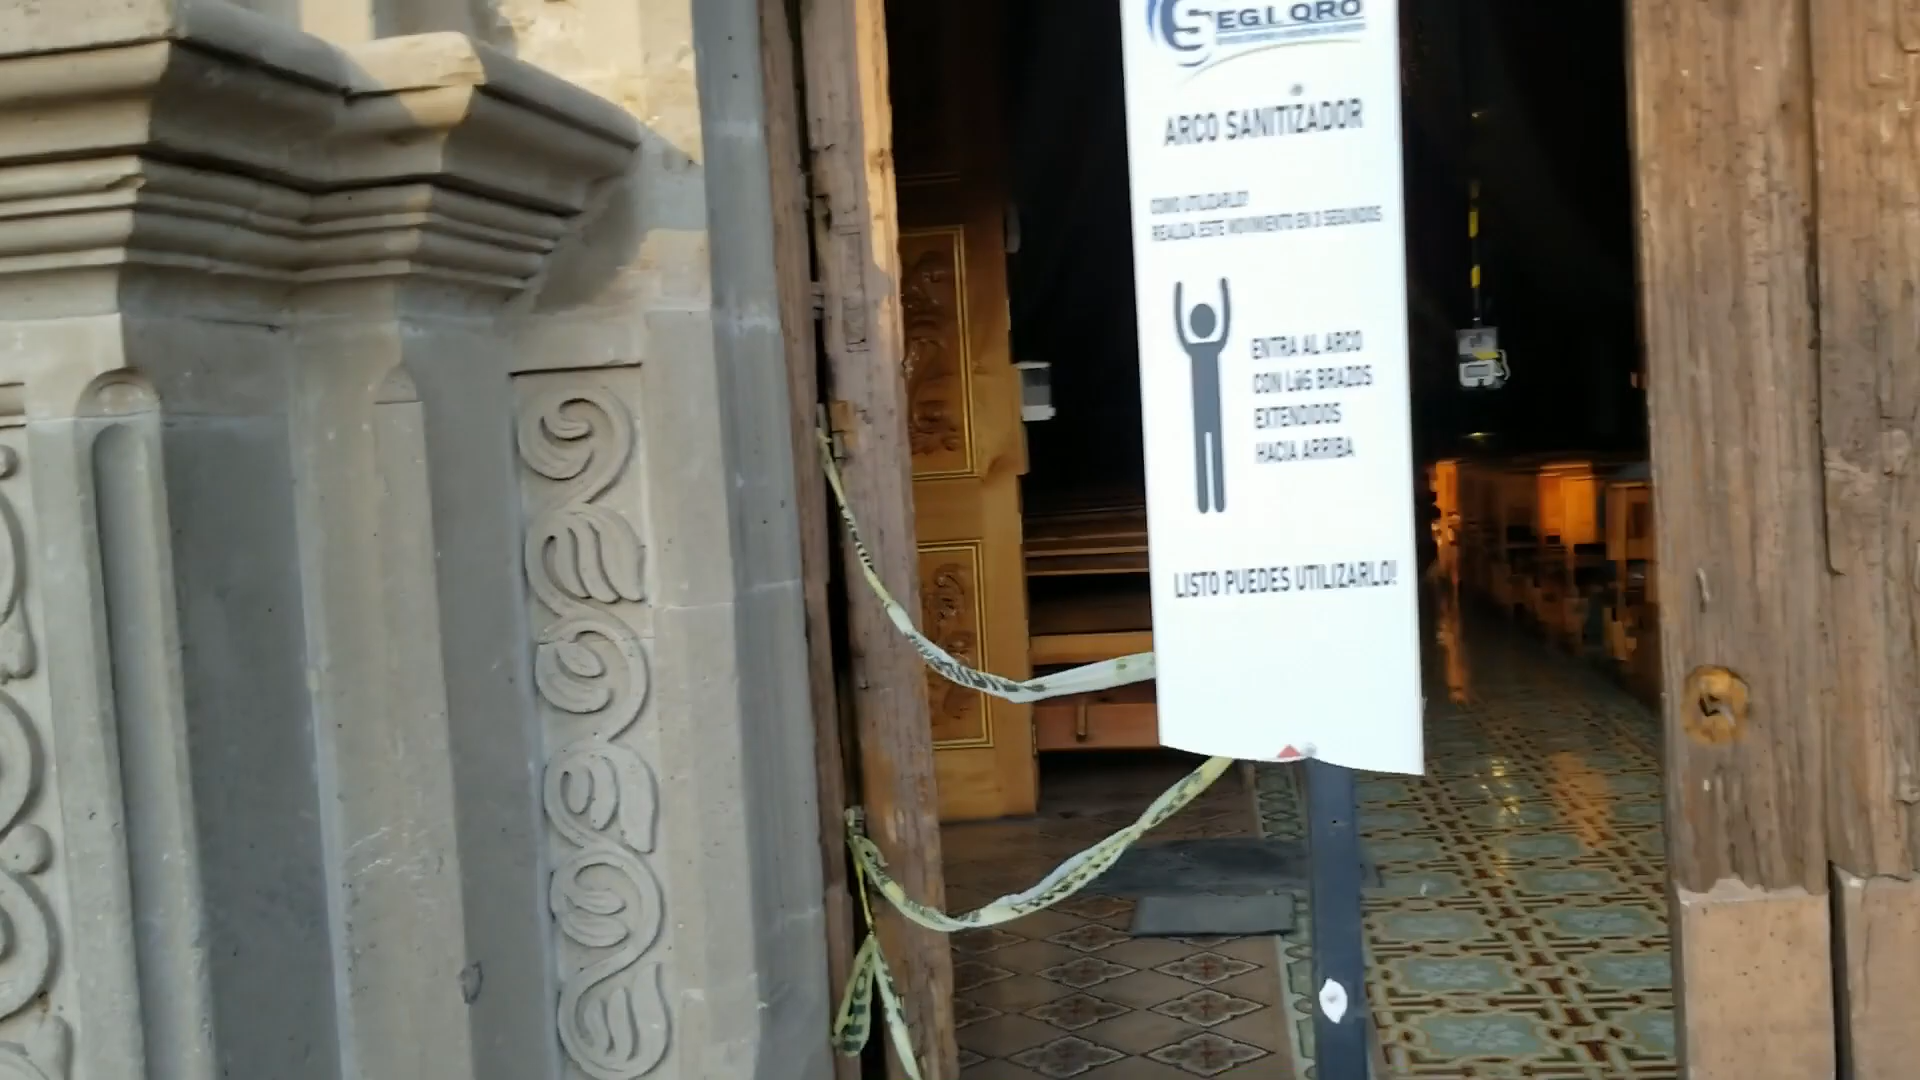 SEGI QRO
ARCO SANITIZADOR
COMO UTILIZARLO?
REALIZA ESTE MOVIMIENTO EN 3 SEGUNDOS
ENTRA AL ARCO
CON LOS BRAZOS
EXTENDIDOS
HACIA ARRIBA
LISTO PUEDES UTILIZARLO!